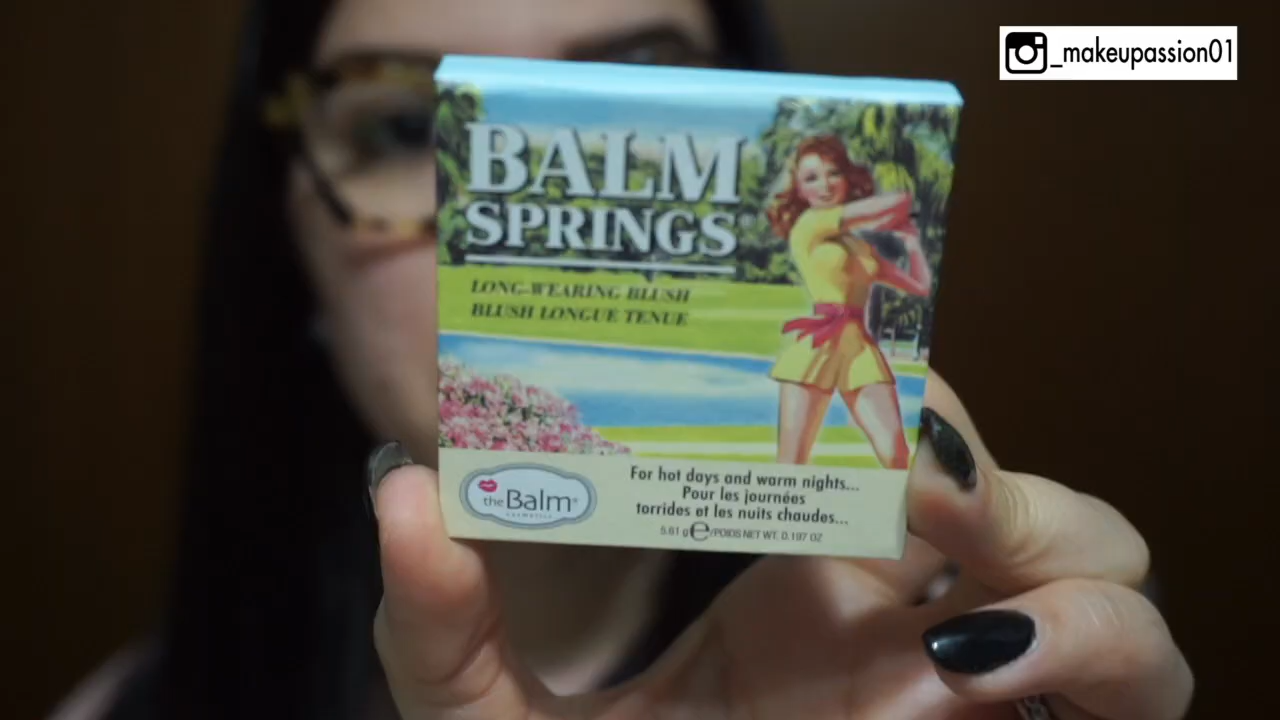 _makeupassion01
BALM
SPRINGS®
LONG-WEARING BLUSH
BLUSH LONGUE TENUE
For hot days and warm nights...
Pour les journées
torrides et les nuits chaudes...
5.61 g ℮/POIDS NET WT. 0.197 OZ
theBalm®
COSMETICS